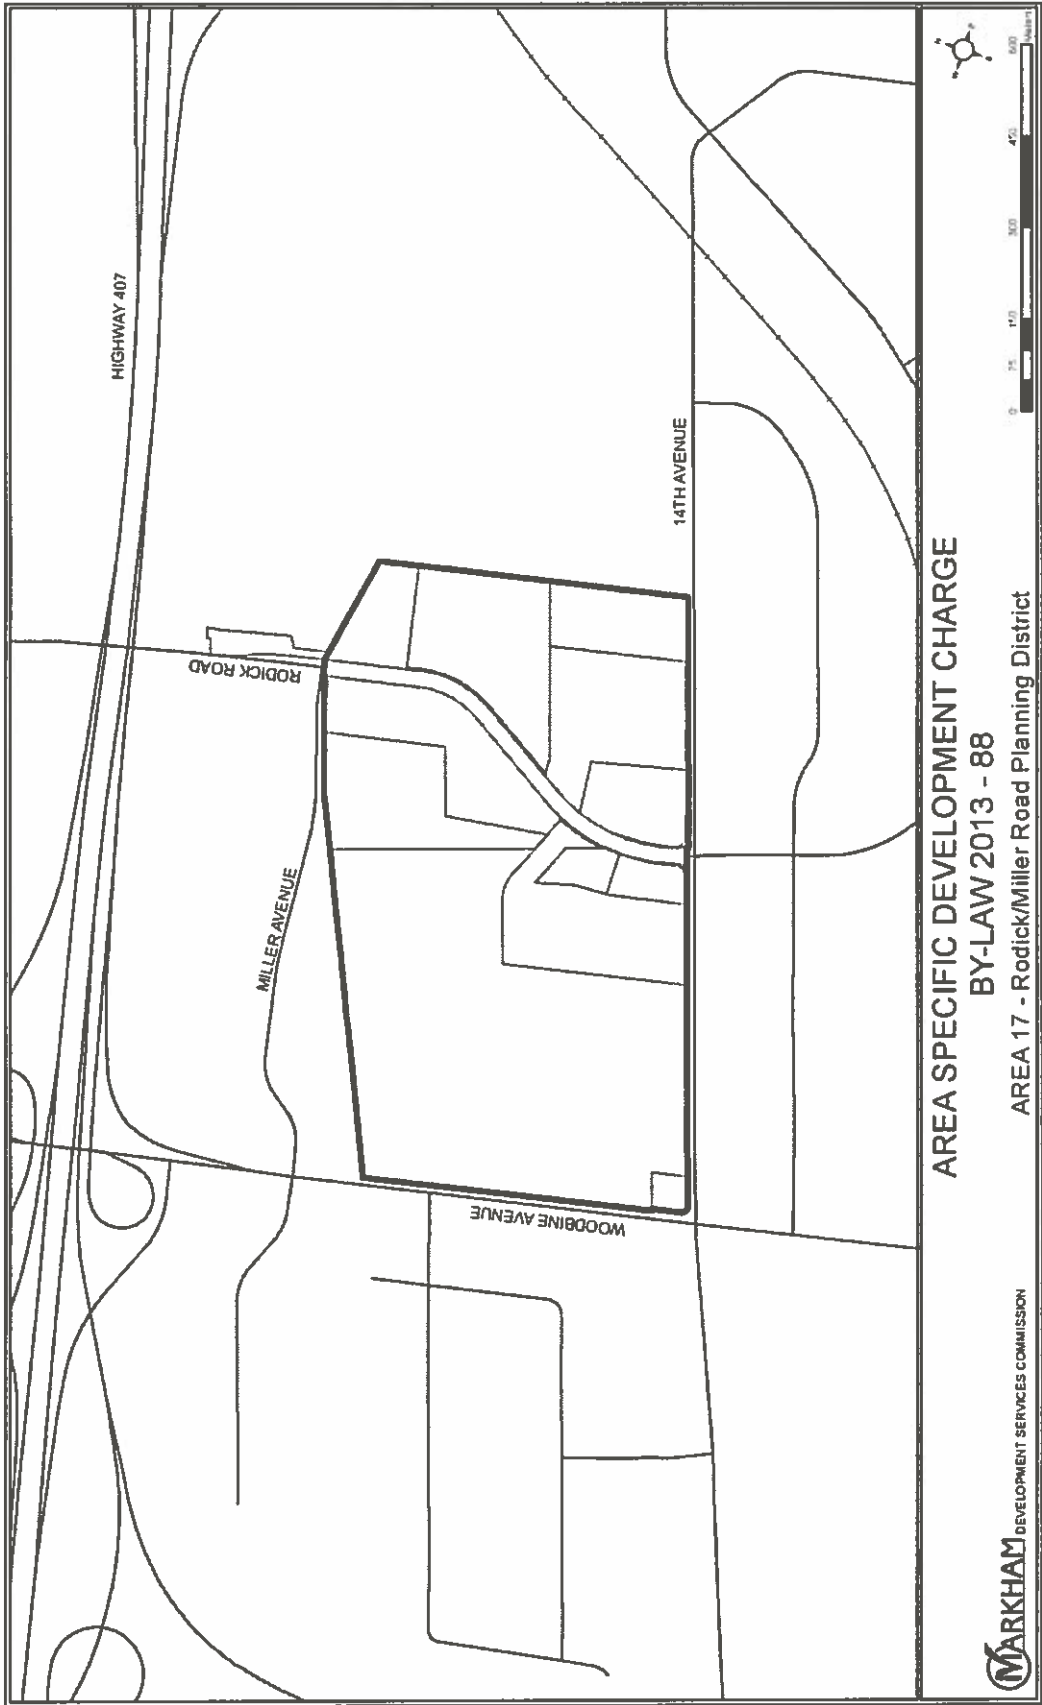 HIGHWAY 407
RODICK ROAD
MILLER AVENUE
14TH AVENUE
WOODBINE AVENUE
AREA SPECIFIC DEVELOPMENT CHARGE
BY-LAW 2013 - 88
AREA 17 - Rodick/Miller Road Planning District
MARKHAM DEVELOPMENT SERVICES COMMISSION
0 75 150 300 450 600
Meters